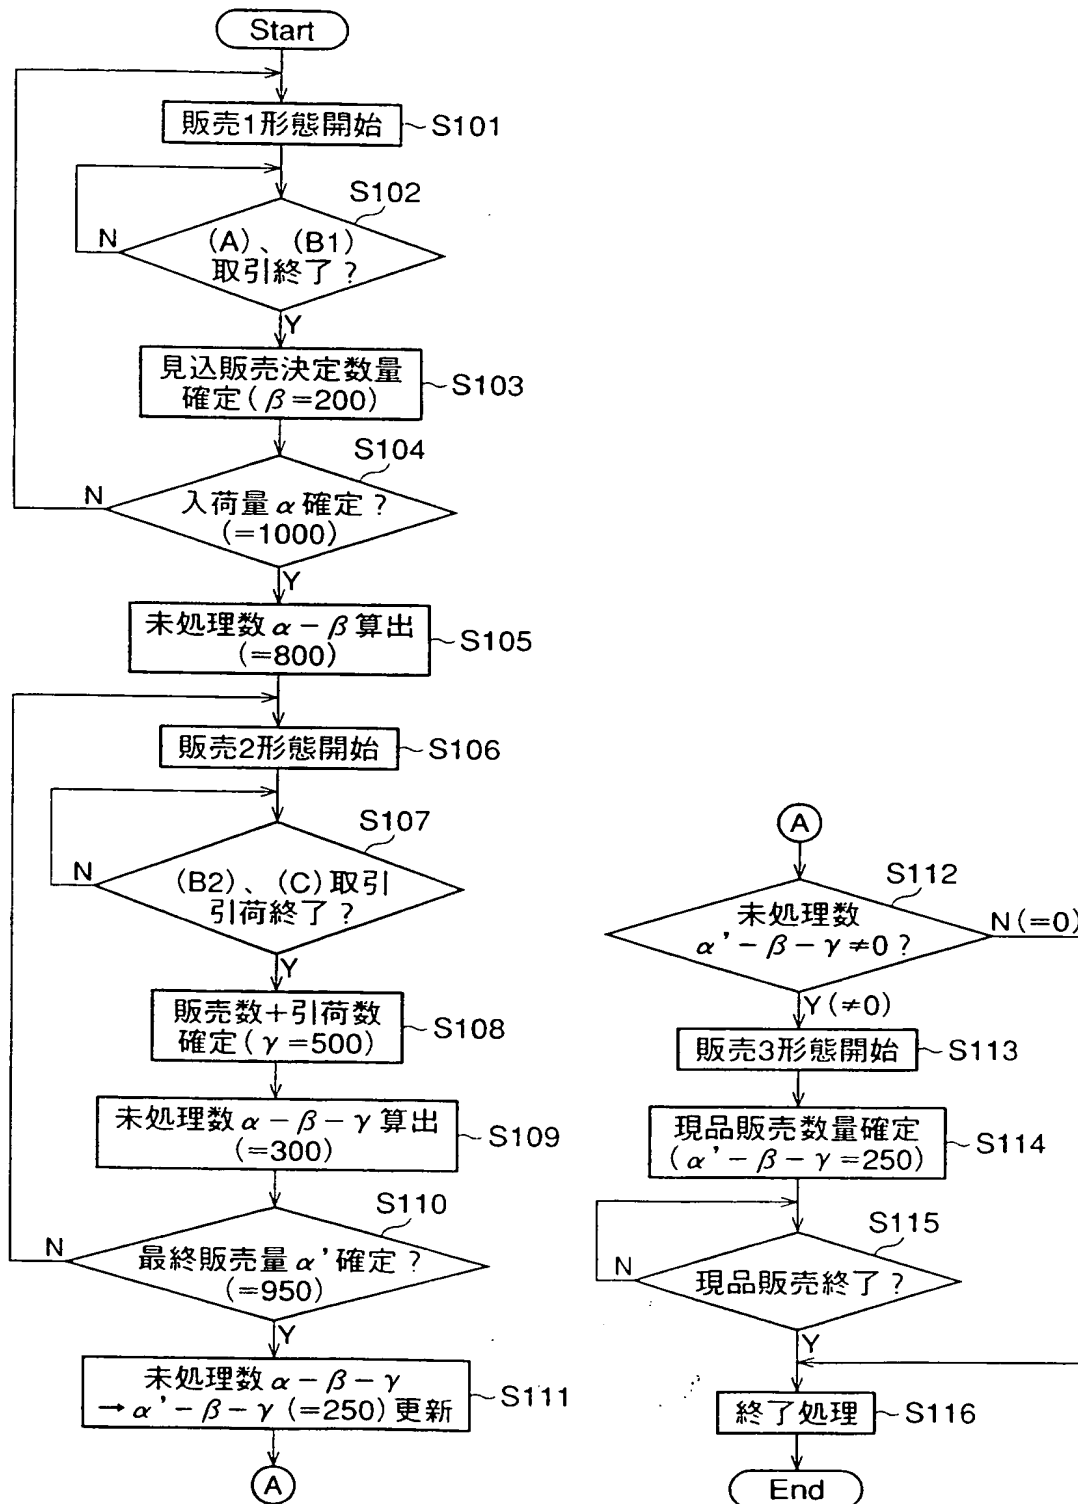 Start
販売1形態開始
S101
S102
(A)、(B1)
取引終了?
N
Y
見込販売決定数量
確定(β=200)
S103
S104
入荷量α確定?
(=1000)
N
Y
未処理数α-β算出
(=800)
S105
販売2形態開始
S106
S107
(B2)、(C)取引
引荷終了?
N
Y
販売数+引荷数
確定(γ=500)
S108
未処理数α-β-γ算出
(=300)
S109
S110
最終販売量α'確定?
(=950)
N
Y
未処理数α-β-γ
→α'-β-γ(=250)更新
S111
A
A
S112
未処理数
α'-β-γ≠0?
N(=0)
Y(≠0)
販売3形態開始
S113
現品販売数量確定
(α'-β-γ=250)
S114
S115
現品販売終了?
N
Y
終了処理
S116
End